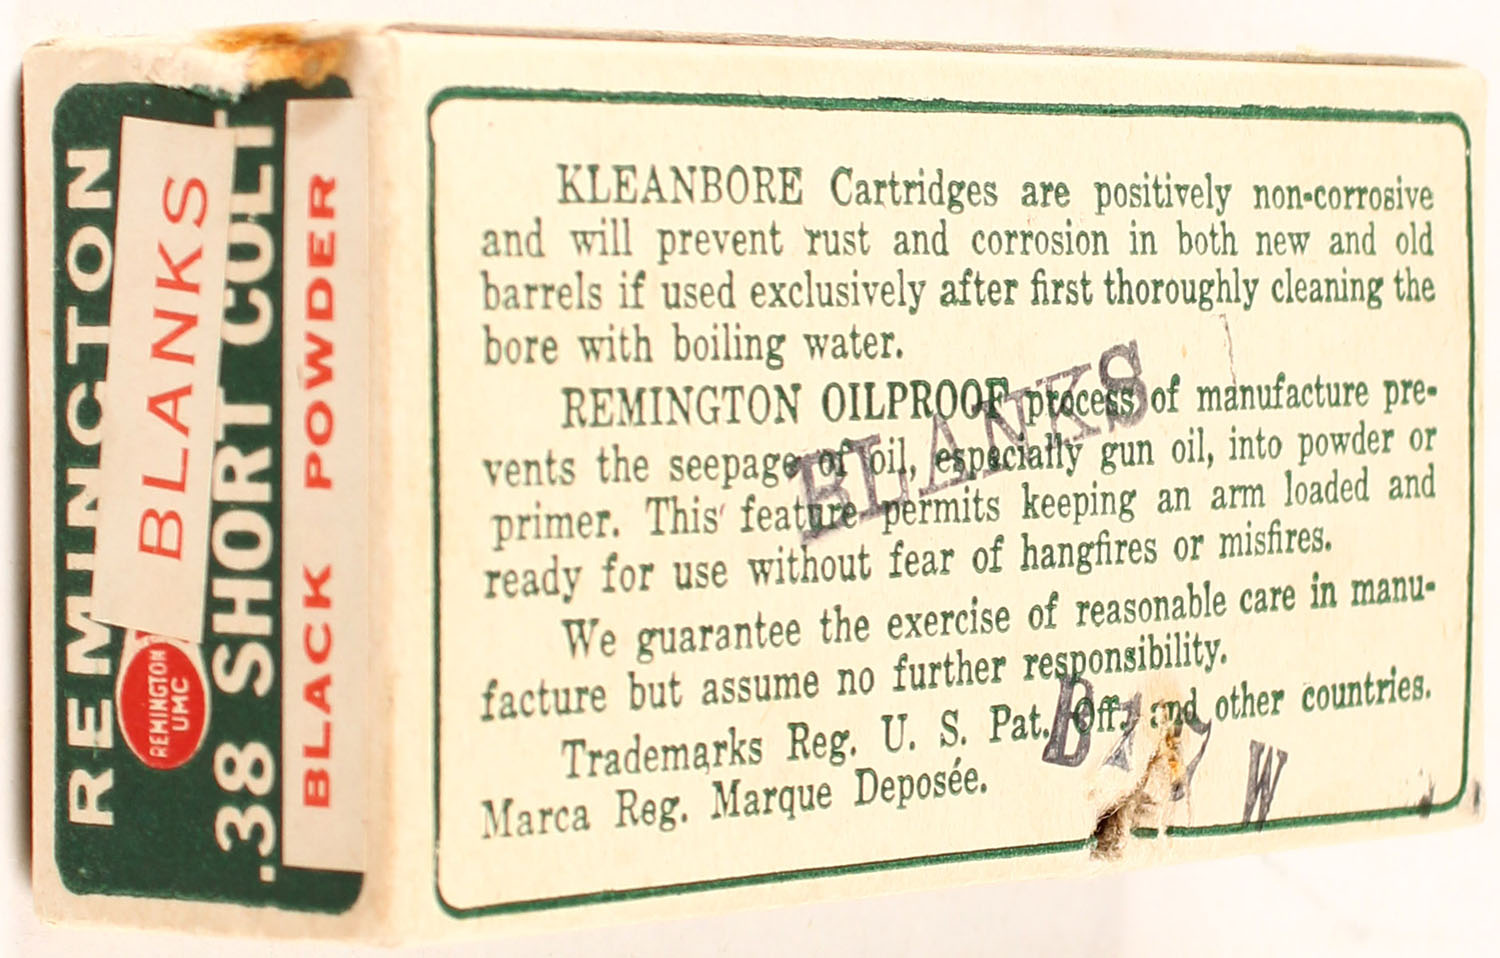 REMINGTON
BLANKS
REMINGTON
UMC
.38 SHORT COLT
BLACK POWDER
KLEANBORE Cartridges are positively non-corrosive
and will prevent rust and corrosion in both new and old
barrels if used exclusively after first thoroughly cleaning the
bore with boiling water.
REMINGTON OILPROOF process of manufacture pre-
vents the seepage of oil, especially gun oil, into powder or
primer. This feature permits keeping an arm loaded and
ready for use without fear of hangfires or misfires.
We guarantee the exercise of reasonable care in manu-
facture but assume no further responsibility.
Trademarks Reg. U. S. Pat. Off. and other countries.
Marca Reg. Marque Deposée.
BLANKS
W